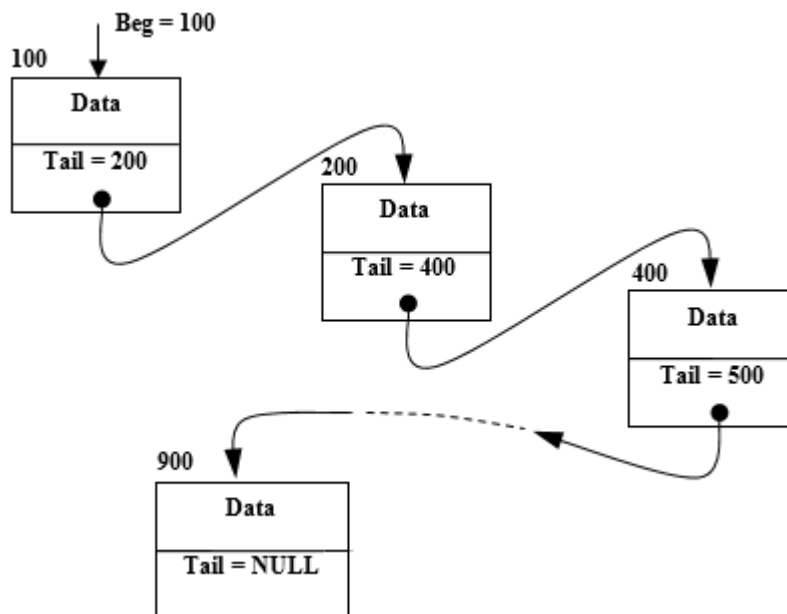 Beg = 100
100
Data
Tail = 200
200
Data
Tail = 400
400
Data
Tail = 500
900
Data
Tail = NULL